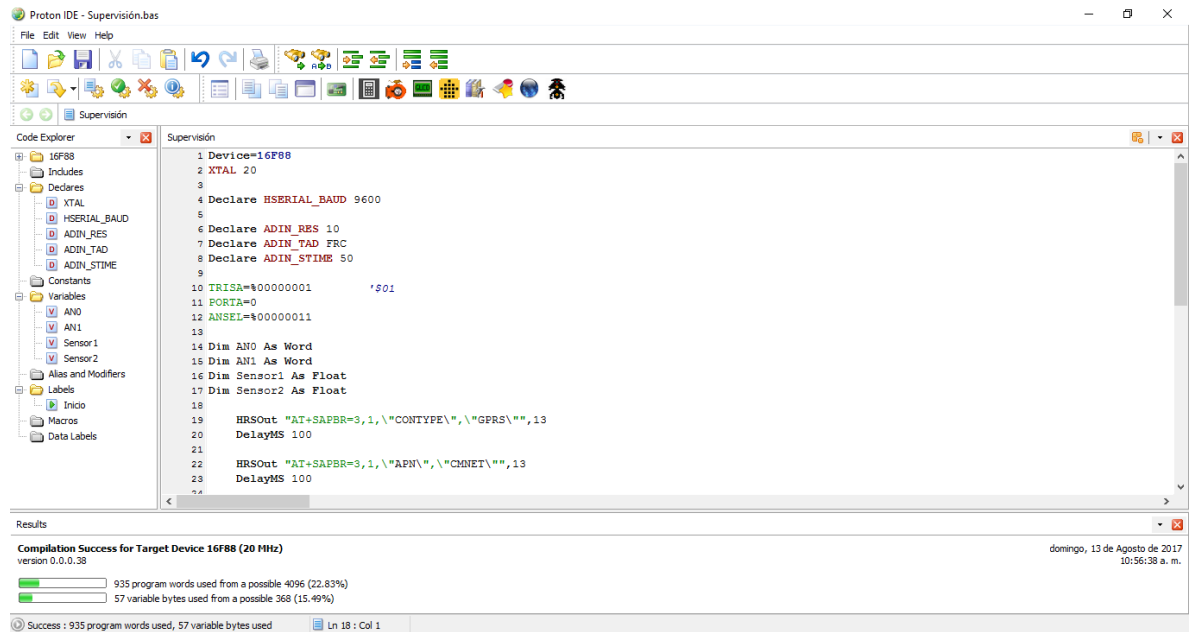 Proton IDE - Supervisión.bas
File Edit View Help
Supervisión
Code Explorer
16F88
Includes
Declares
XTAL
HSERIAL_BAUD
ADIN_RES
ADIN_TAD
ADIN_STIME
Constants
Variables
AN0
AN1
Sensor1
Sensor2
Alias and Modifiers
Labels
Inicio
Macros
Data Labels
Supervisión
1 Device=16F88
2 XTAL 20
3
4 Declare HSERIAL_BAUD 9600
5
6 Declare ADIN_RES 10
7 Declare ADIN_TAD FRC
8 Declare ADIN_STIME 50
9
10 TRISA=%00000001 '$01
11 PORTA=0
12 ANSEL=%00000011
13
14 Dim AN0 As Word
15 Dim AN1 As Word
16 Dim Sensor1 As Float
17 Dim Sensor2 As Float
18
19 HRSOut "AT+SAPBR=3,1,\"CONTYPE\",\"GPRS\"",13
20 DelayMS 100
21
22 HRSOut "AT+SAPBR=3,1,\"APN\",\"CMNET\"",13
23 DelayMS 100
24
Results
Compilation Success for Target Device 16F88 (20 MHz)
version 0.0.0.38
domingo, 13 de Agosto de 2017
10:56:38 a. m.
935 program words used from a possible 4096 (22.83%)
57 variable bytes used from a possible 368 (15.49%)
Success : 935 program words used, 57 variable bytes used
Ln 18 : Col 1